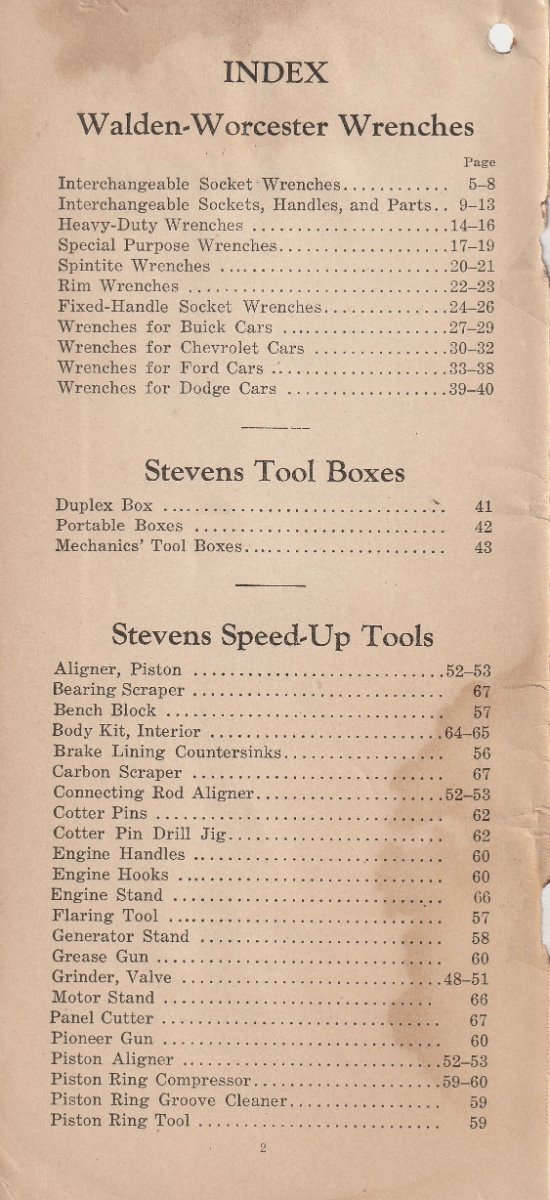 INDEX
Walden-Worcester Wrenches
Page
Interchangeable Socket Wrenches............ 5–8
Interchangeable Sockets, Handles, and Parts.. 9–13
Heavy-Duty Wrenches ......................14–16
Special Purpose Wrenches...................17–19
Spintite Wrenches .........................20–21
Rim Wrenches .............................22–23
Fixed-Handle Socket Wrenches..............24–26
Wrenches for Buick Cars ...................27–29
Wrenches for Chevrolet Cars ...............30–32
Wrenches for Ford Cars ....................33–38
Wrenches for Dodge Cars ..................39–40
Stevens Tool Boxes
Duplex Box ............................... 41
Portable Boxes ........................... 42
Mechanics' Tool Boxes...................... 43
Stevens Speed-Up Tools
Aligner, Piston ...........................52–53
Bearing Scraper ........................... 67
Bench Block .............................. 57
Body Kit, Interior .........................64–65
Brake Lining Countersinks.................. 56
Carbon Scraper ........................... 67
Connecting Rod Aligner....................52–53
Cotter Pins ............................... 62
Cotter Pin Drill Jig........................ 62
Engine Handles ........................... 60
Engine Hooks ............................. 60
Engine Stand ............................. 66
Flaring Tool .............................. 57
Generator Stand .......................... 58
Grease Gun ............................... 60
Grinder, Valve ............................48–51
Motor Stand .............................. 66
Panel Cutter .............................. 67
Pioneer Gun .............................. 60
Piston Aligner ............................52–53
Piston Ring Compressor....................59–60
Piston Ring Groove Cleaner................. 59
Piston Ring Tool .......................... 59
2